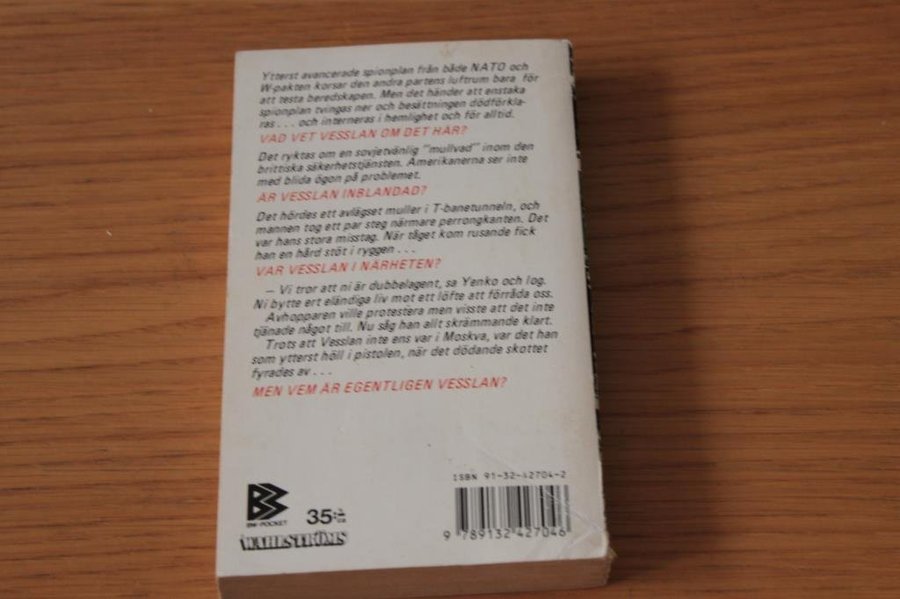 Ytterst avancerade spionplan från både NATO och
W-pakten korsar den andra partens luftrum bara för
att testa beredskapen. Men det händer att enstaka
spionplan tvingas ner och besättningen dödförkla-
ras . . . och interneras i hemlighet och för alltid.
VAD VET VESSLAN OM DET HÄR?
Det ryktas om en sovjetvänlig "mullvad" inom den
brittiska säkerhetstjänsten. Amerikanerna ser inte
med blida ögon på problemet.
ÄR VESSLAN INBLANDAD?
Det hördes ett avlägset muller i T-banetunneln, och
mannen tog ett par steg närmare perrongkanten. Det
var hans stora misstag. När tåget kom rusande fick
han en hård stöt i ryggen . . .
VAR VESSLAN I NÄRHETEN?
– Vi tror att ni är dubbelagent, sa Yenko och log.
Ni bytte ert eländiga liv mot ett löfte att förråda oss.
Avhopparen ville protestera men visste att det inte
tjänade något till. Nu såg han allt skrämmande klart.
Trots att Vesslan inte ens var i Moskva, var det han
som ytterst höll i pistolen, när det dödande skottet
fyrades av . . .
MEN VEM ÄR EGENTLIGEN VESSLAN?
ISBN 91-32-42704-2
BW-POCKET
35:-
WAHLSTRÖMS
9 789132 427046